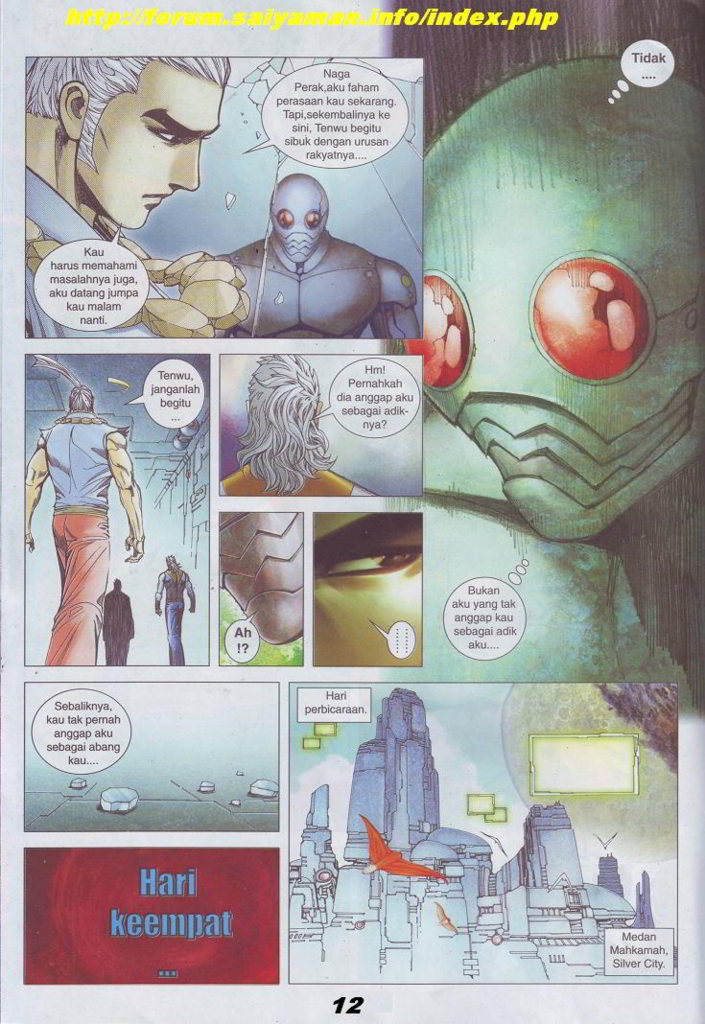 http://forum.saiyaman.info/index.php
Naga
Perak,aku faham
perasaan kau sekarang.
Tapi,sekembalinya ke
sini, Tenwu begitu
sibuk dengan urusan
rakyatnya....
Kau
harus memahami
masalahnya juga,
aku datang jumpa
kau malam
nanti.
Tidak
....
Tenwu,
janganlah
begitu
...
Hm!
Pernahkah
dia anggap aku
sebagai adik-
nya?
Ah
!?
......
Bukan
aku yang tak
anggap kau
sebagai adik
aku....
Sebaliknya,
kau tak pernah
anggap aku
sebagai abang
kau....
Hari
perbicaraan.
Hari
keempat
...
Medan
Mahkamah,
Silver City.
12